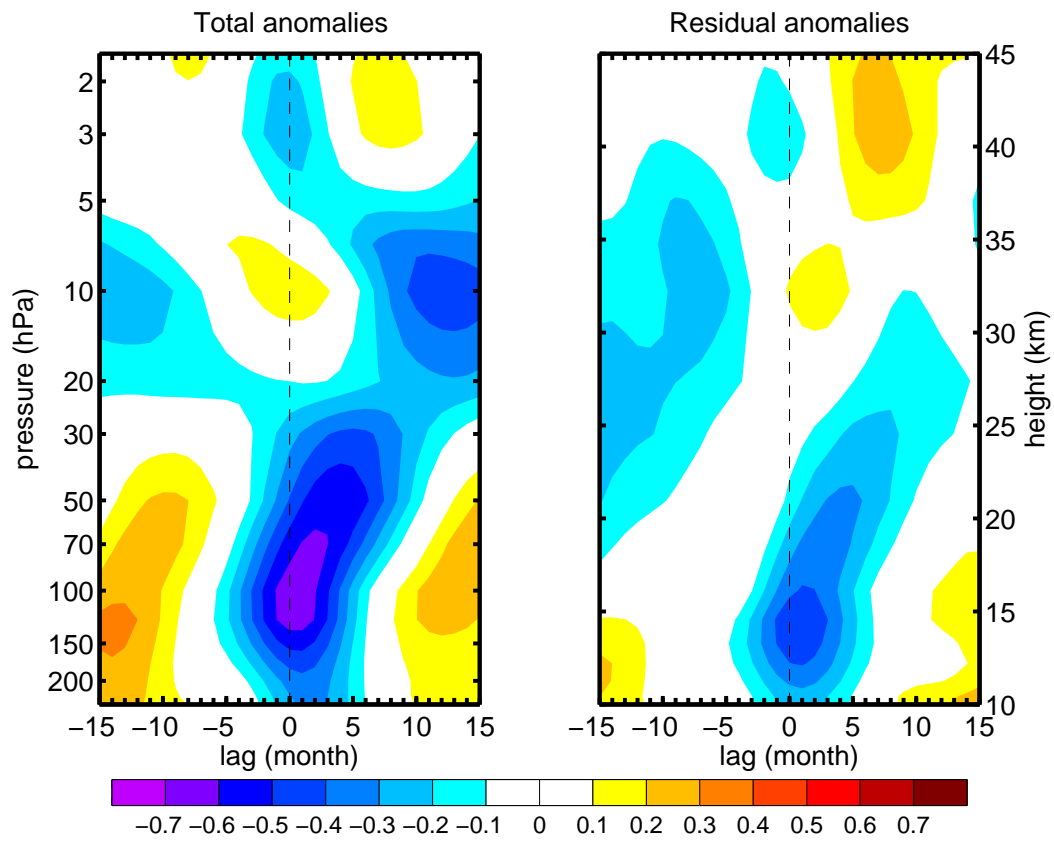 Total anomalies
Residual anomalies
2
3
5
10
20
30
50
70
100
150
200
pressure (hPa)
45
40
35
30
25
20
15
10
height (km)
−15 −10 −5 0 5 10 15
−15 −10 −5 0 5 10 15
lag (month)
lag (month)
−0.7 −0.6 −0.5 −0.4 −0.3 −0.2 −0.1 0 0.1 0.2 0.3 0.4 0.5 0.6 0.7